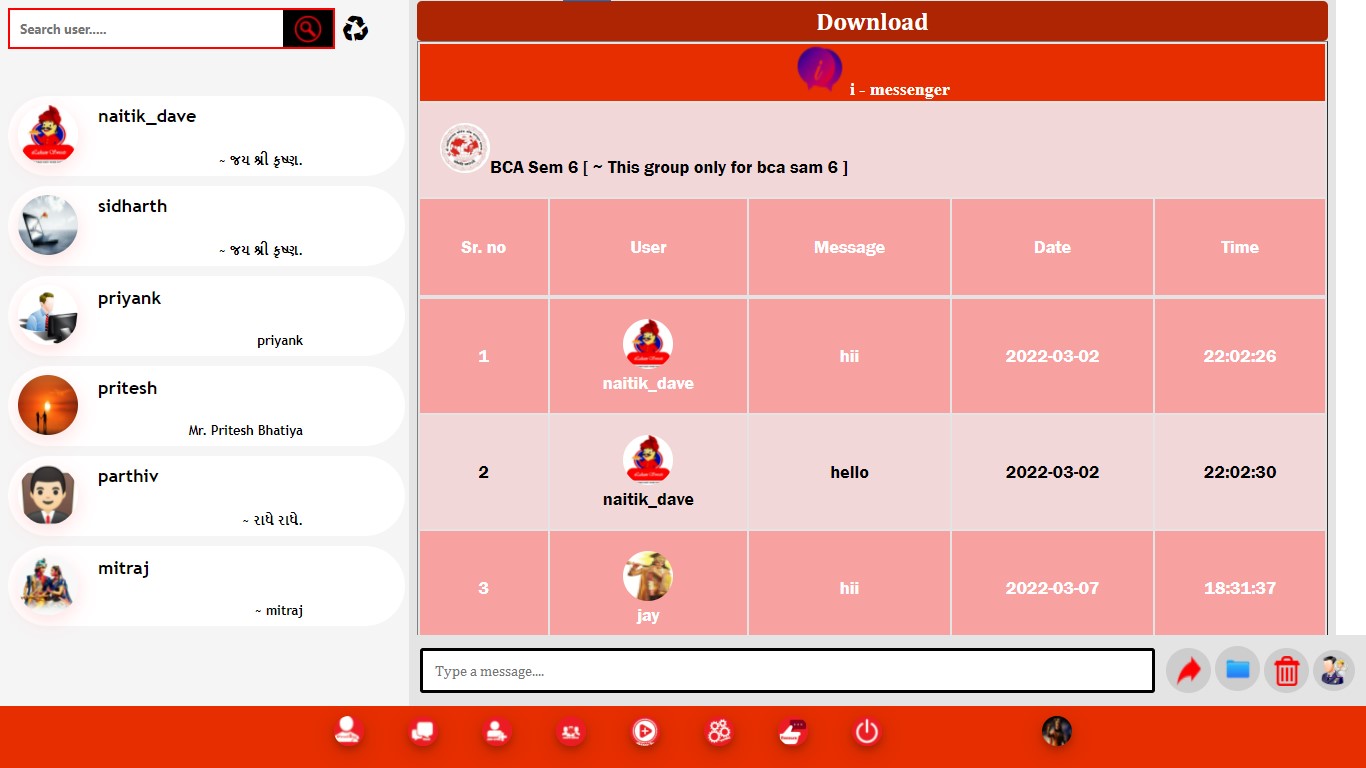 Search user.....
naitik_dave
~ જય શ્રી કૃષ્ણ.
sidharth
~ જય શ્રી કૃષ્ણ.
priyank
priyank
pritesh
Mr. Pritesh Bhatiya
parthiv
~ રાધે રાધે.
mitraj
~ mitraj
Download
i - messenger
BCA Sem 6 [ ~ This group only for bca sam 6 ]
Sr. no User Message Date Time
1 naitik_dave hii 2022-03-02 22:02:26
2 naitik_dave hello 2022-03-02 22:02:30
3 jay hii 2022-03-07 18:31:37
Type a message....